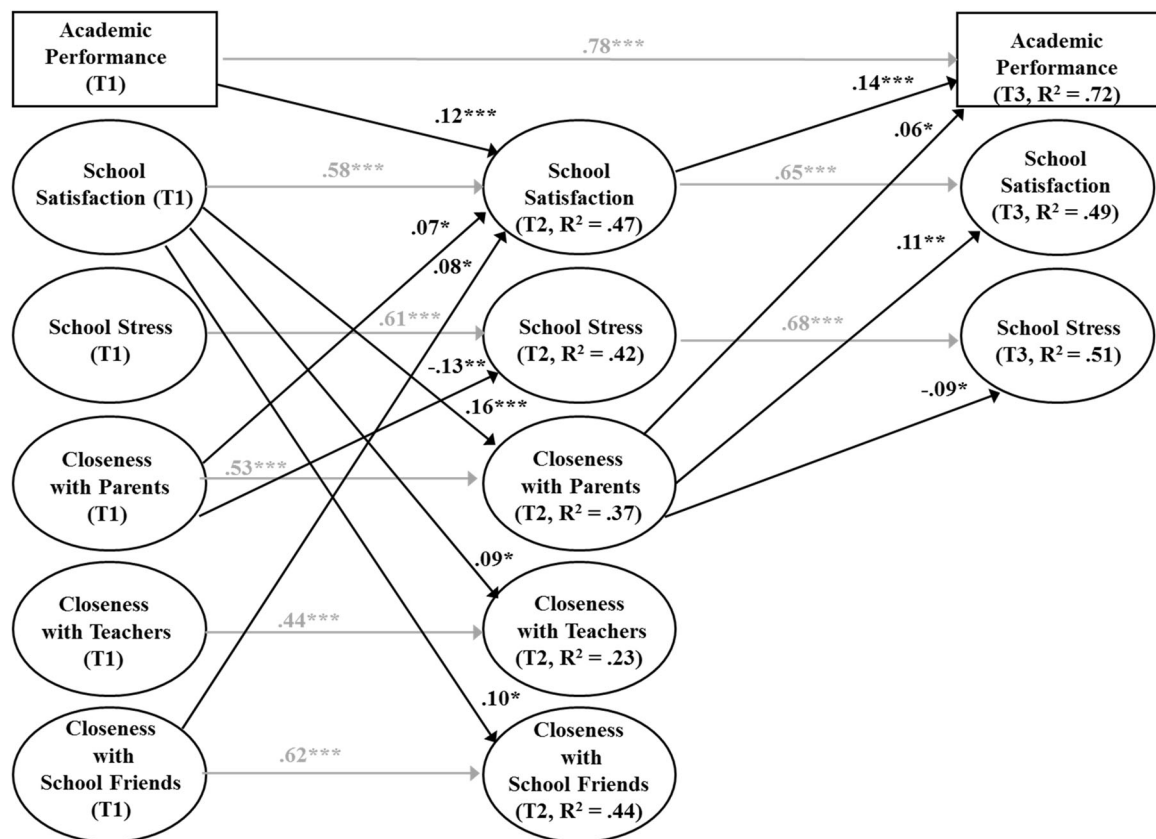 Academic
Performance
(T1)
.78***
Academic
Performance
(T3, R² = .72)
.12***
.14***
.06*
School
Satisfaction (T1)
.58***
School
Satisfaction
(T2, R² = .47)
.65***
School
Satisfaction
(T3, R² = .49)
.07*
.08*
.11**
School Stress
(T1)
.61***
School Stress
(T2, R² = .42)
.68***
School Stress
(T3, R² = .51)
-.13**
.16***
-.09*
Closeness
with Parents
(T1)
.53***
Closeness
with Parents
(T2, R² = .37)
.09*
Closeness
with Teachers
(T1)
.44***
Closeness
with Teachers
(T2, R² = .23)
.10*
Closeness
with
School Friends
(T1)
.62***
Closeness
with
School Friends
(T2, R² = .44)